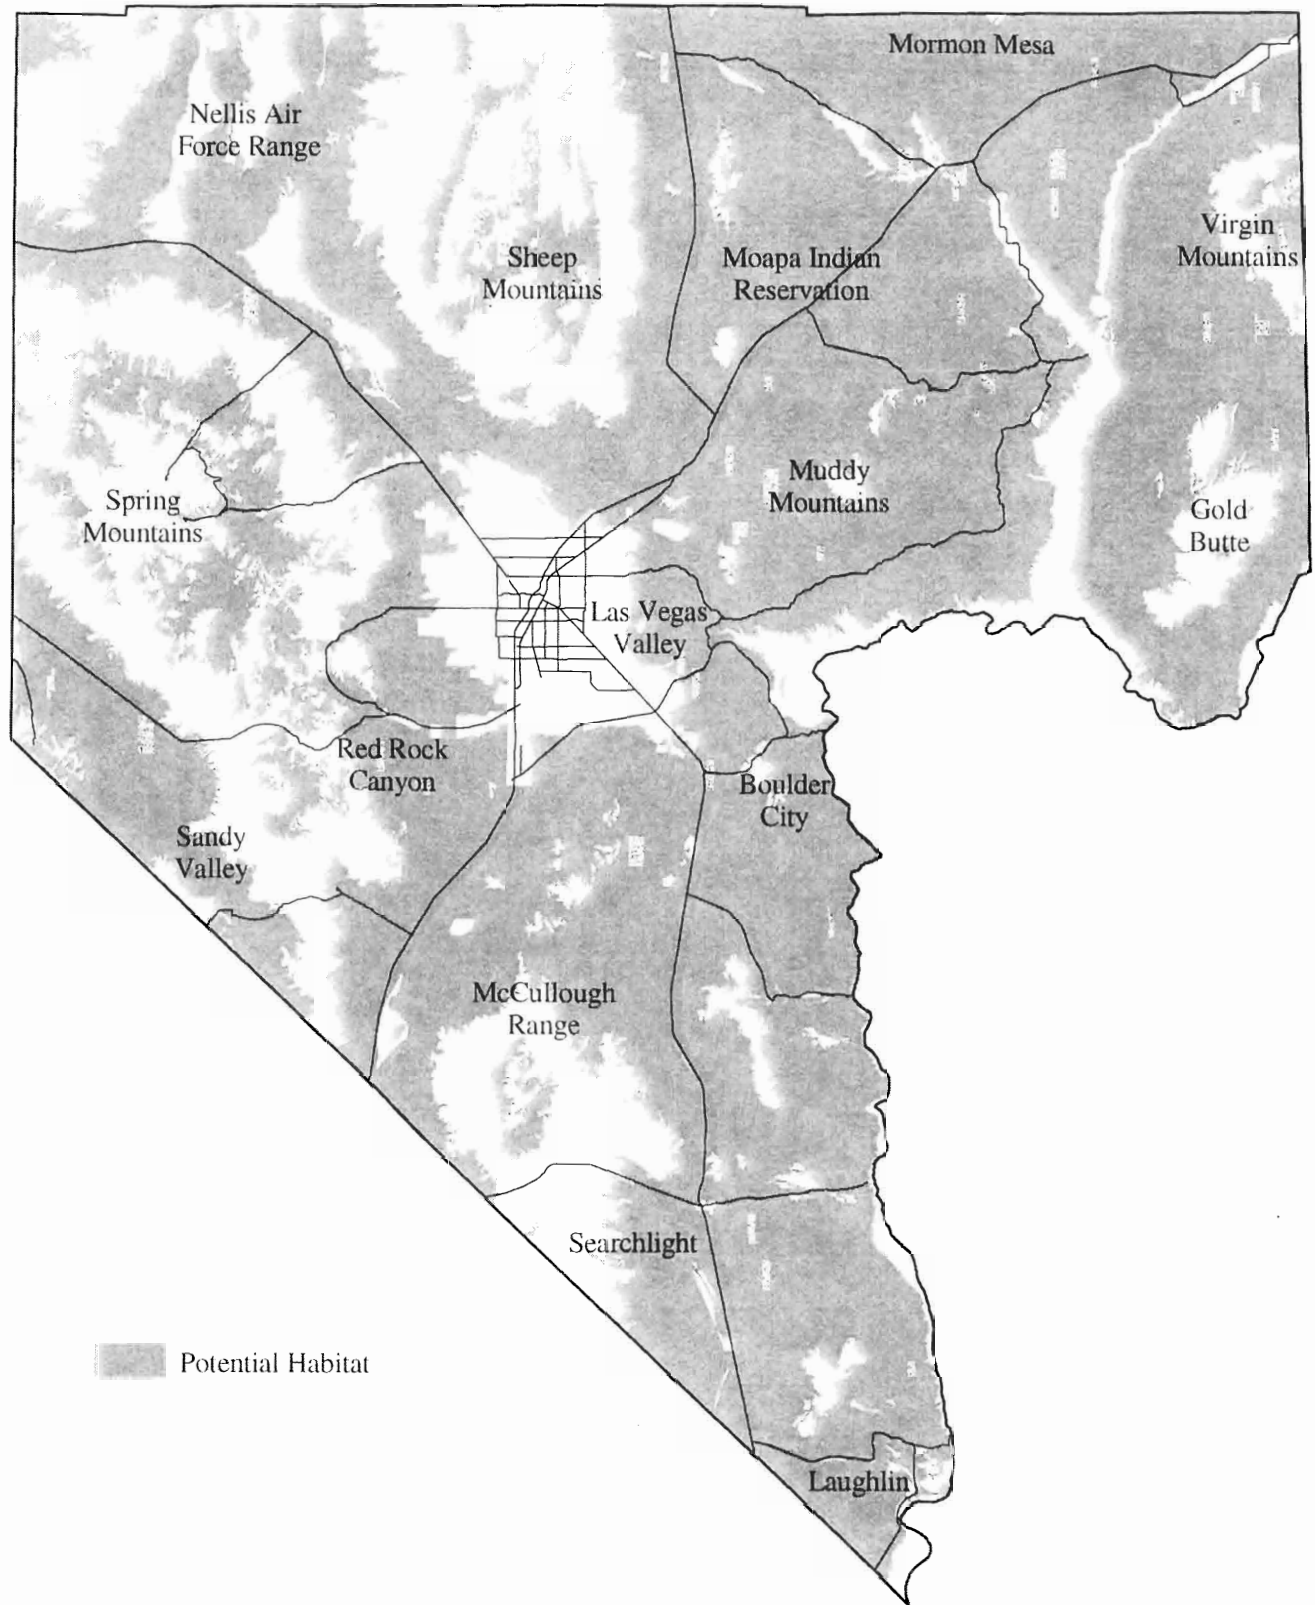 Mormon Mesa
Nellis Air
Force Range
Virgin
Mountains
Sheep
Mountains
Moapa Indian
Reservation
Muddy
Mountains
Spring
Mountains
Gold
Butte
Las Vegas
Valley
Red Rock
Canyon
Boulder
City
Sandy
Valley
McCullough
Range
Searchlight
Potential Habitat
Laughlin